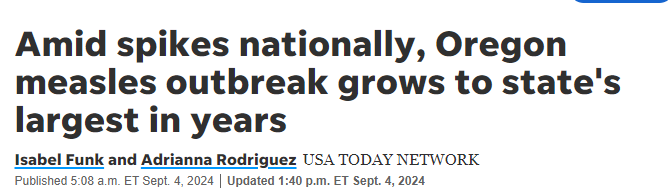 Amid spikes nationally, Oregon
measles outbreak grows to state's
largest in years
Isabel Funk and Adrianna Rodriguez USA TODAY NETWORK
Published 5:08 a.m. ET Sept. 4, 2024 | Updated 1:40 p.m. ET Sept. 4, 2024